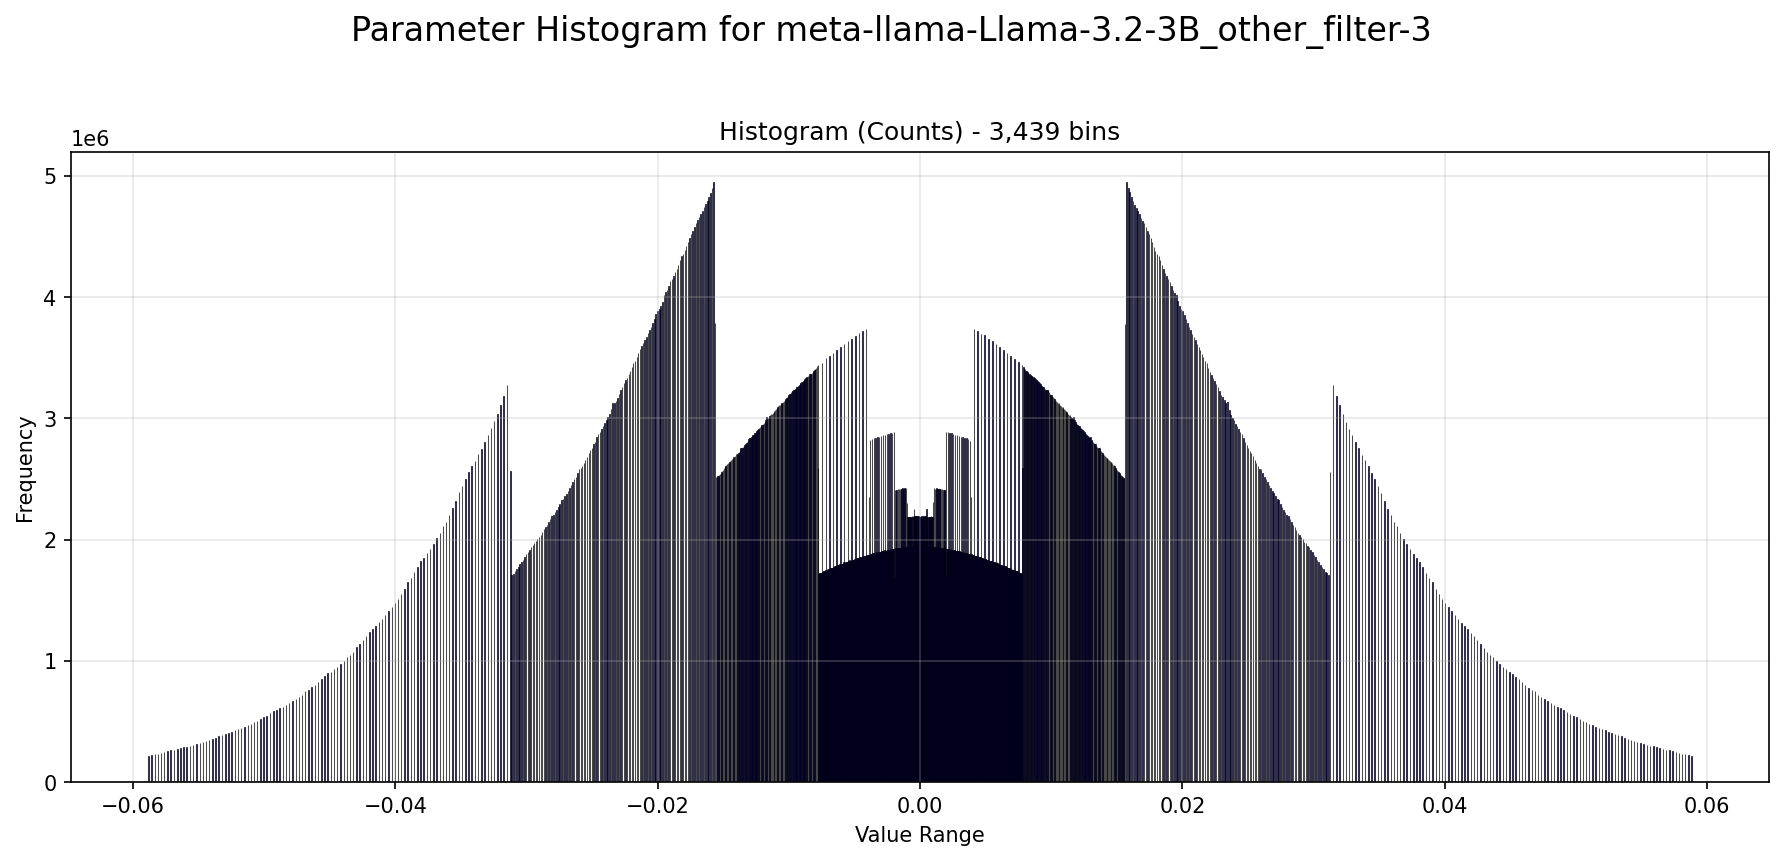 Parameter Histogram for meta-llama-Llama-3.2-3B_other_filter-3
Histogram (Counts) - 3,439 bins
1e6
5
4
3
2
1
0
Frequency
−0.06 −0.04 −0.02 0.00 0.02 0.04 0.06
Value Range